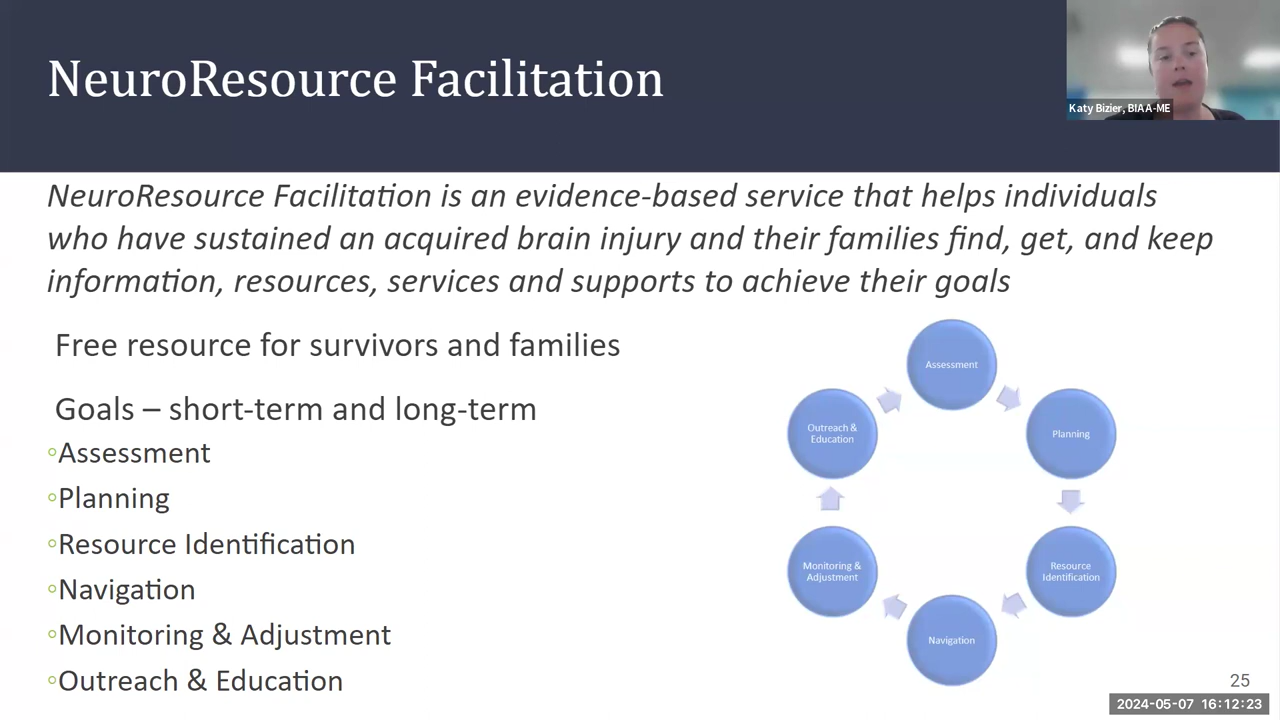 NeuroResource Facilitation
Katy Bizier, BIAA-ME
NeuroResource Facilitation is an evidence-based service that helps individuals
who have sustained an acquired brain injury and their families find, get, and keep
information, resources, services and supports to achieve their goals
Free resource for survivors and families
Goals – short-term and long-term
◦Assessment
◦Planning
◦Resource Identification
◦Navigation
◦Monitoring & Adjustment
◦Outreach & Education
Assessment
Planning
Resource
Identification
Navigation
Monitoring &
Adjustment
Outreach &
Education
25
2024-05-07 16:12:23